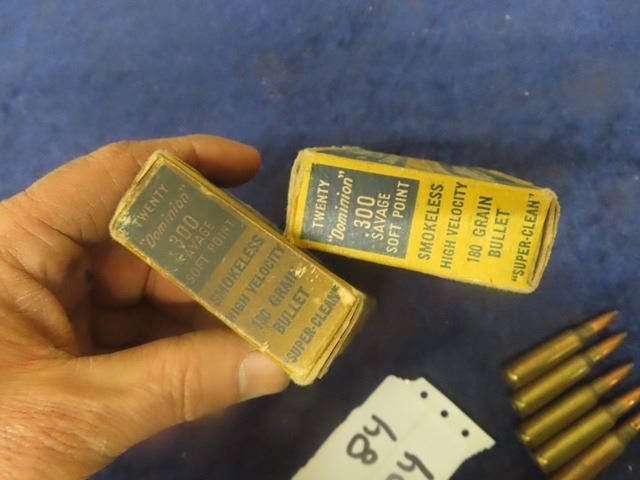 TWENTY
"Dominion"
.300
SAVAGE
SOFT POINT
SMOKELESS
HIGH VELOCITY
180 GRAIN
BULLET
"SUPER-CLEAN"
TWENTY
"Dominion"
.300
SAVAGE
SOFT POINT
SMOKELESS
HIGH VELOCITY
180 GRAIN
BULLET
"SUPER-CLEAN"
84